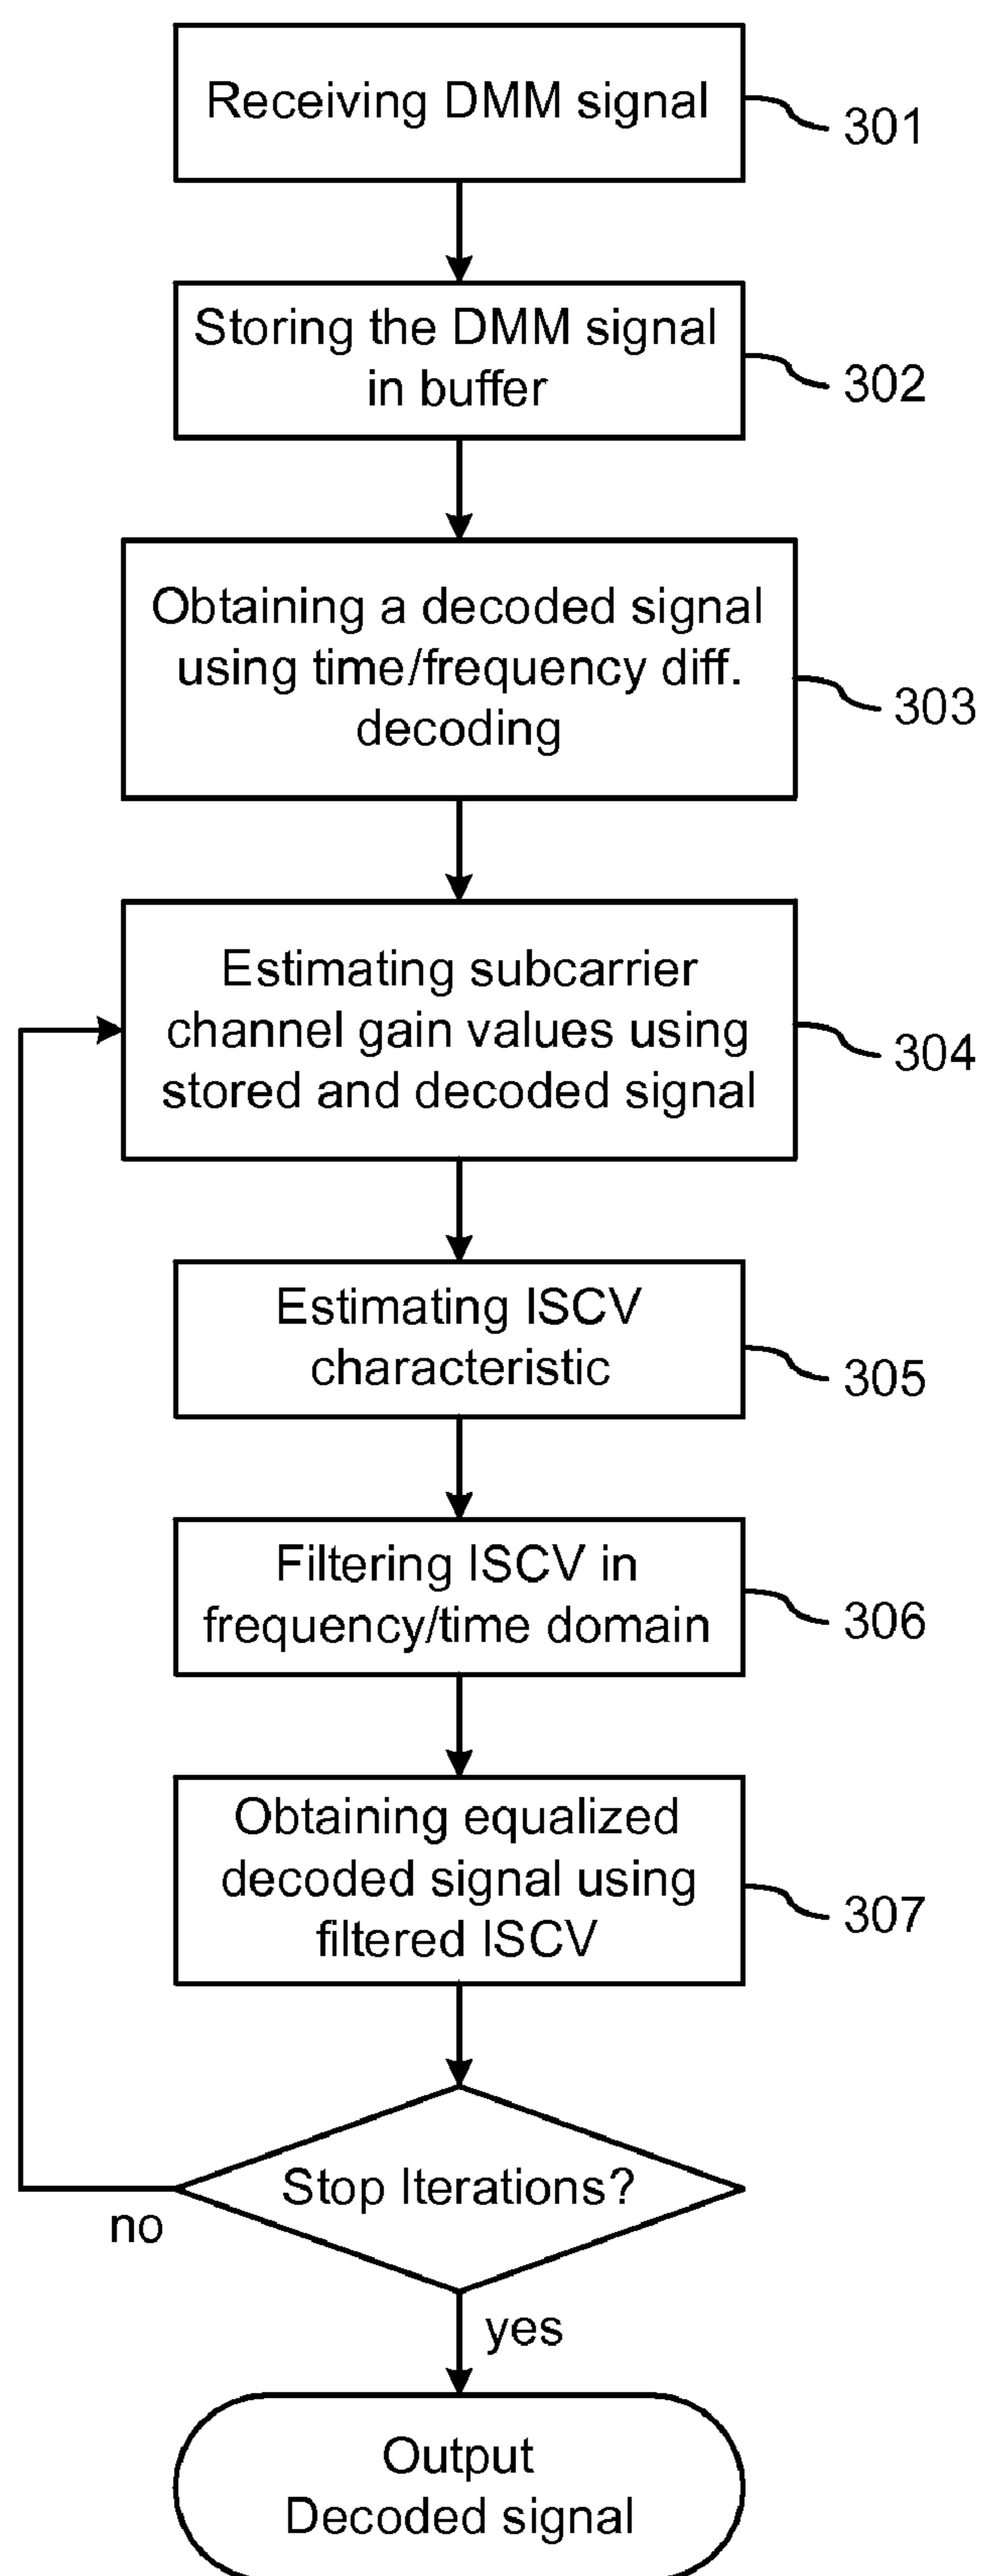 Receiving DMM signal
301
Storing the DMM signal
in buffer
302
Obtaining a decoded signal
using time/frequency diff.
decoding
303
Estimating subcarrier
channel gain values using
stored and decoded signal
304
Estimating ISCV
characteristic
305
Filtering ISCV in
frequency/time domain
306
Obtaining equalized
decoded signal using
filtered ISCV
307
Stop Iterations?
no
yes
Output
Decoded signal